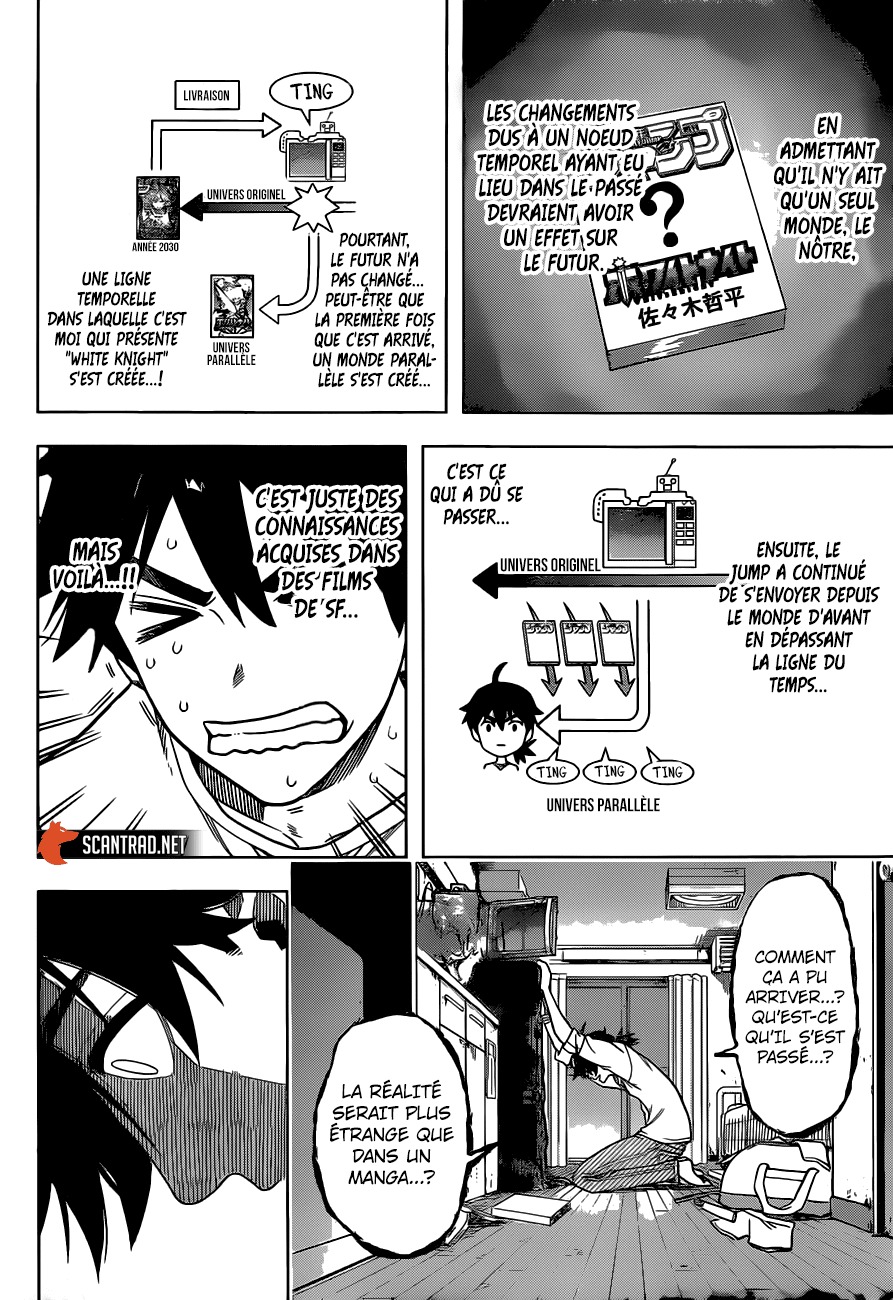 EN
ADMETTANT
QU'IL N'Y AIT
QU'UN SEUL
MONDE, LE
NÔTRE,
LES CHANGEMENTS
DUS À UN NOEUD
TEMPOREL AYANT EU
LIEU DANS LE PASSÉ
DEVRAIENT AVOIR
UN EFFET SUR
LE FUTUR.
?
ホワイトナイト
佐々木哲平
LIVRAISON
TING
UNIVERS ORIGINEL
ANNÉE 2030
POURTANT,
LE FUTUR N'A
PAS CHANGÉ...
PEUT-ÊTRE QUE
LA PREMIÈRE FOIS
QUE C'EST ARRIVÉ,
UN MONDE PARAL-
LÈLE S'EST CRÉÉ...
UNIVERS
PARALLÈLE
UNE LIGNE
TEMPORELLE
DANS LAQUELLE C'EST
MOI QUI PRÉSENTE
"WHITE KNIGHT"
S'EST CRÉÉE...!
ENSUITE, LE
JUMP A CONTINUÉ
DE S'ENVOYER DEPUIS
LE MONDE D'AVANT
EN DÉPASSANT
LA LIGNE DU
TEMPS...
C'EST CE
QUI A DÛ SE
PASSER...
UNIVERS ORIGINEL
TING
TING
TING
UNIVERS PARALLÈLE
C'EST JUSTE DES
CONNAISSANCES
ACQUISES DANS
DES FILMS
DE SF...
MAIS
VOILÀ...!!
SCANTRAD.NET
COMMENT
ÇA A PU
ARRIVER...?
QU'EST-CE
QU'IL S'EST
PASSÉ...?
LA RÉALITÉ
SERAIT PLUS
ÉTRANGE QUE
DANS UN
MANGA...?